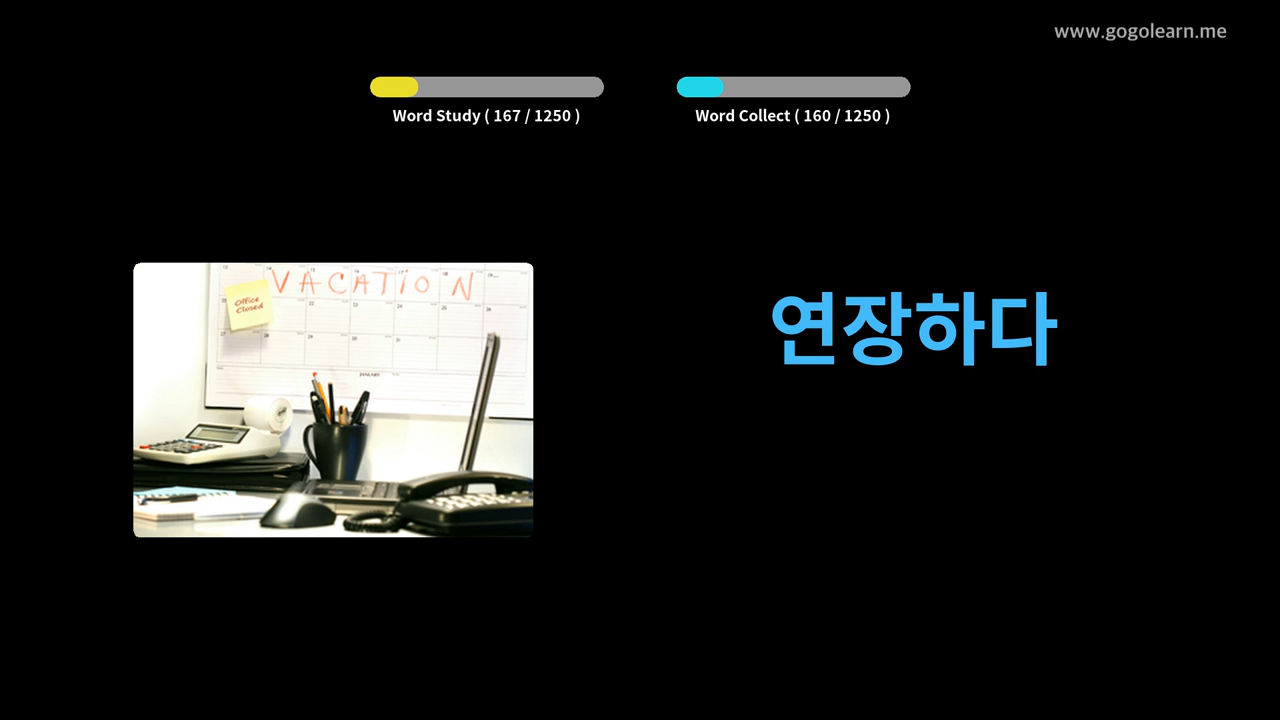 www.gogolearn.me
Word Study ( 167 / 1250 )
Word Collect ( 160 / 1250 )
VACATiON
Office
Closed
연장하다